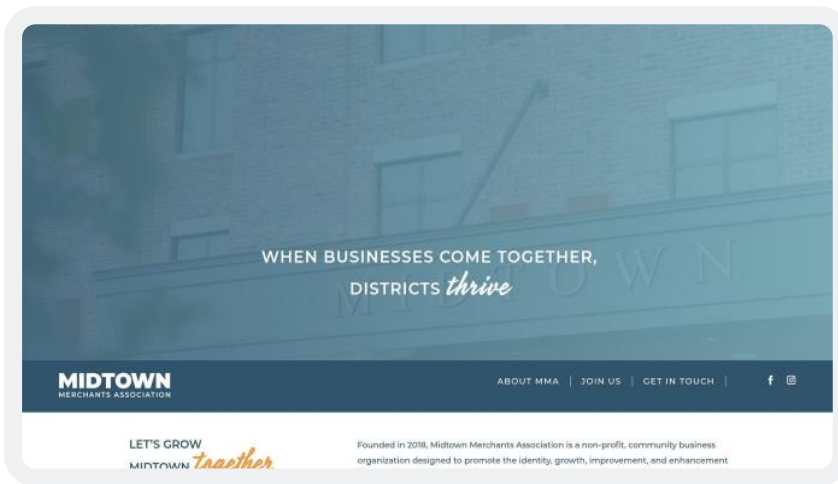 MIDTOWN
WHEN BUSINESSES COME TOGETHER,
DISTRICTS thrive
MIDTOWN
MERCHANTS ASSOCIATION
ABOUT MMA | JOIN US | GET IN TOUCH |
LET'S GROW
MIDTOWN together
Founded in 2018, Midtown Merchants Association is a non-profit, community business
organization designed to promote the identity, growth, improvement, and enhancement